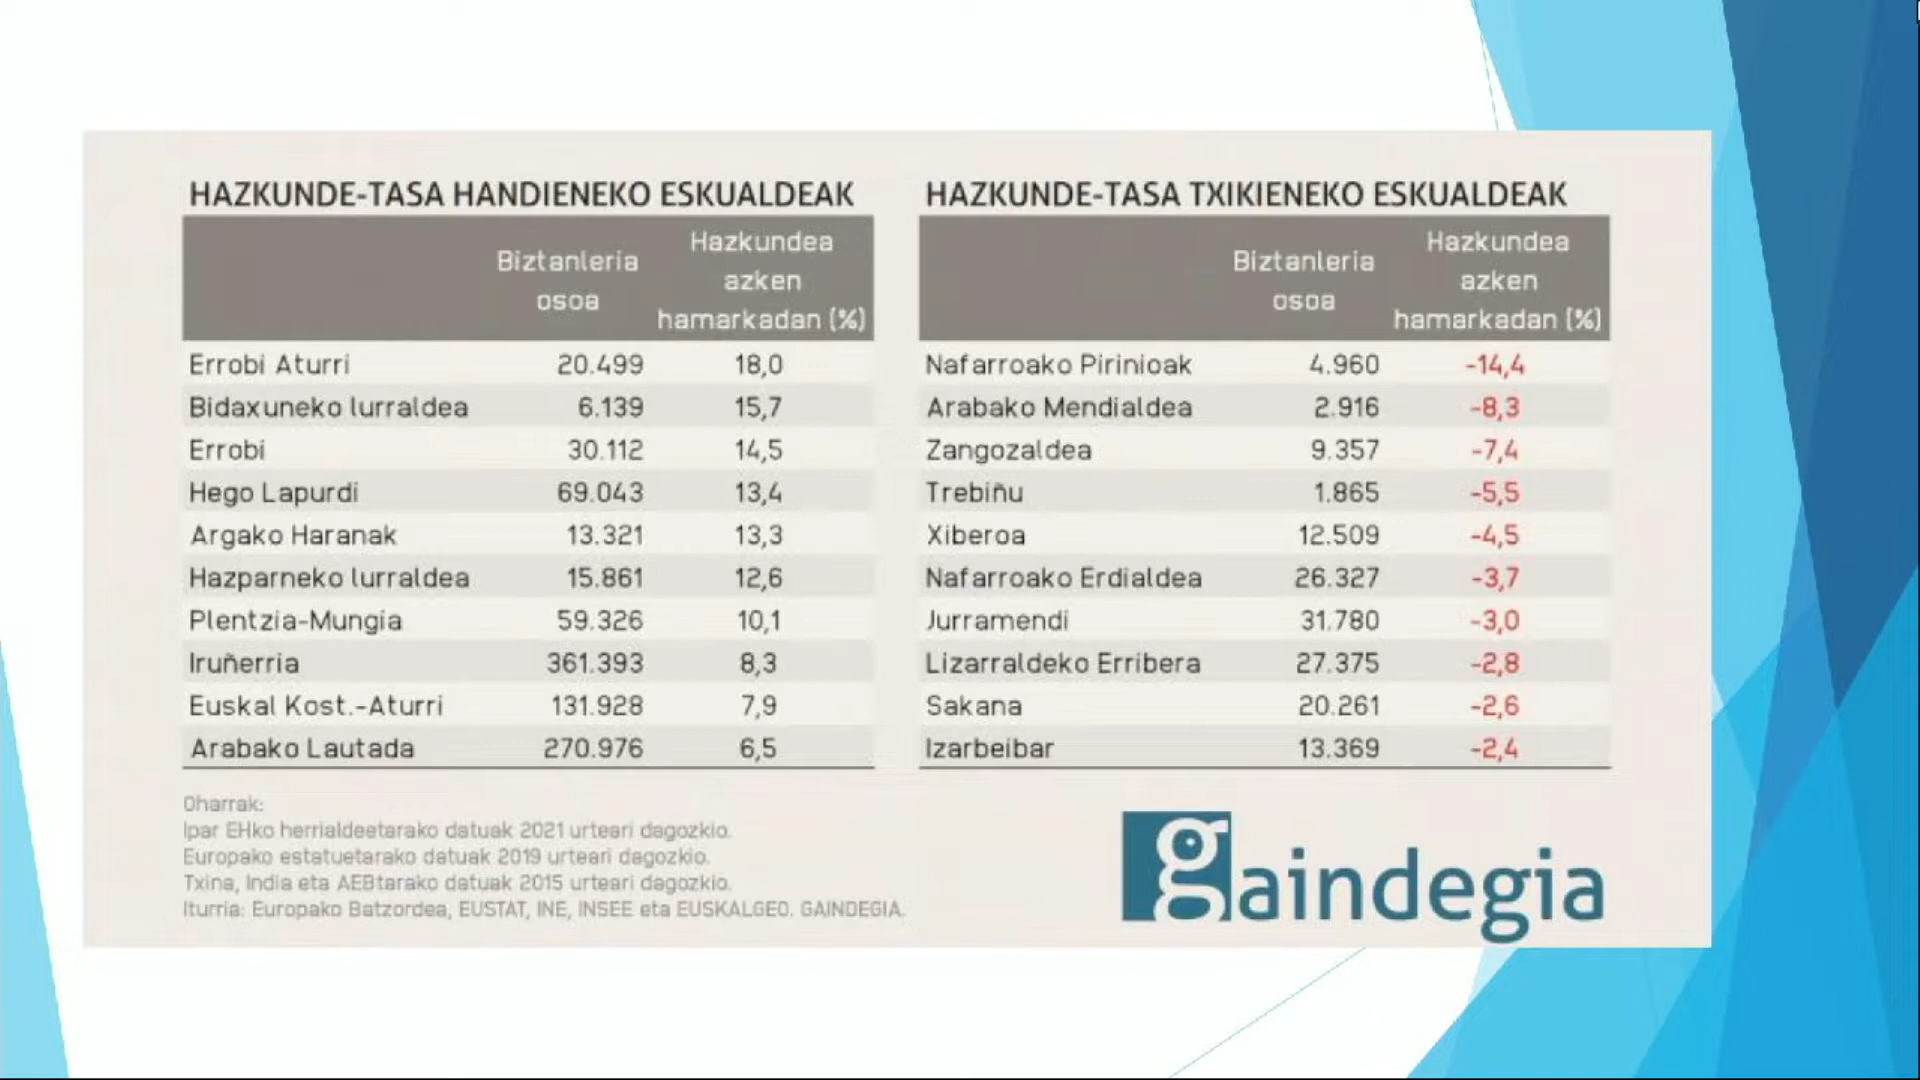 HAZKUNDE-TASA HANDIENEKO ESKUALDEAK
Biztanleria osoa Hazkundea azken hamarkadan (%)
Errobi Aturri 20.499 18,0
Bidaxuneko lurraldea 6.139 15,7
Errobi 30.112 14,5
Hego Lapurdi 69.043 13,4
Argako Haranak 13.321 13,3
Hazparneko lurraldea 15.861 12,6
Plentzia-Mungia 59.326 10,1
Iruñerria 361.393 8,3
Euskal Kost.-Aturri 131.928 7,9
Arabako Lautada 270.976 6,5
HAZKUNDE-TASA TXIKIENEKO ESKUALDEAK
Biztanleria osoa Hazkundea azken hamarkadan (%)
Nafarroako Pirinioak 4.960 -14,4
Arabako Mendialdea 2.916 -8,3
Zangozaldea 9.357 -7,4
Trebiñu 1.865 -5,5
Xiberoa 12.509 -4,5
Nafarroako Erdialdea 26.327 -3,7
Jurramendi 31.780 -3,0
Lizarraldeko Erribera 27.375 -2,8
Sakana 20.261 -2,6
Izarbeibar 13.369 -2,4
Oharrak:
Ipar EHko herrialdeetarako datuak 2021 urteari dagozkio.
Europako estatuetarako datuak 2019 urteari dagozkio.
Txina, India eta AEBtarako datuak 2015 urteari dagozkio.
Iturria: Europako Batzordea, EUSTAT, INE, INSEE eta EUSKALGEO. GAINDEGIA.
gaindegia